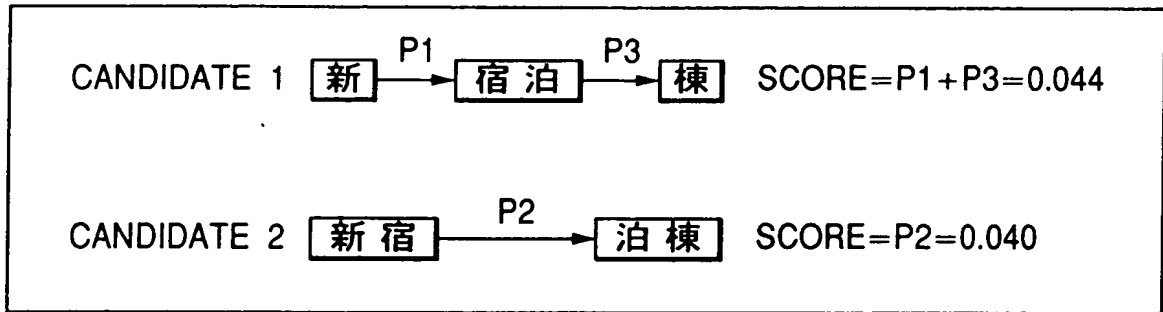 P1 P3
CANDIDATE 1 新 宿泊 棟 SCORE=P1+P3=0.044
P2
CANDIDATE 2 新宿 泊棟 SCORE=P2=0.040